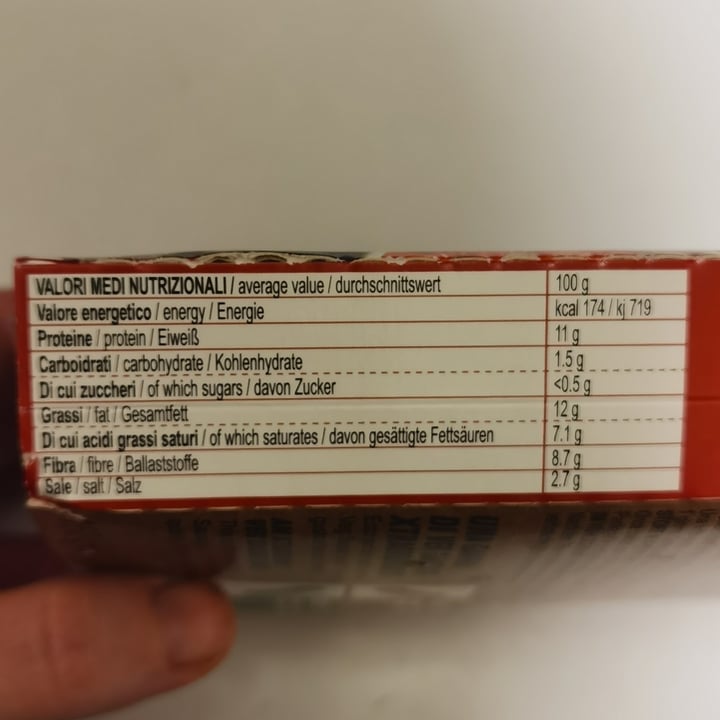 VALORI MEDI NUTRIZIONALI / average value / durchschnittswert 100 g
Valore energetico / energy / Energie kcal 174 / kj 719
Proteine / protein / Eiweiß 11 g
Carboidrati / carbohydrate / Kohlenhydrate 1.5 g
Di cui zuccheri / of which sugars / davon Zucker <0.5 g
Grassi / fat / Gesamtfett 12 g
Di cui acidi grassi saturi / of which saturates / davon gesättigte Fettsäuren 7.1 g
Fibra / fibre / Ballaststoffe 8.7 g
Sale / salt / Salz 2.7 g